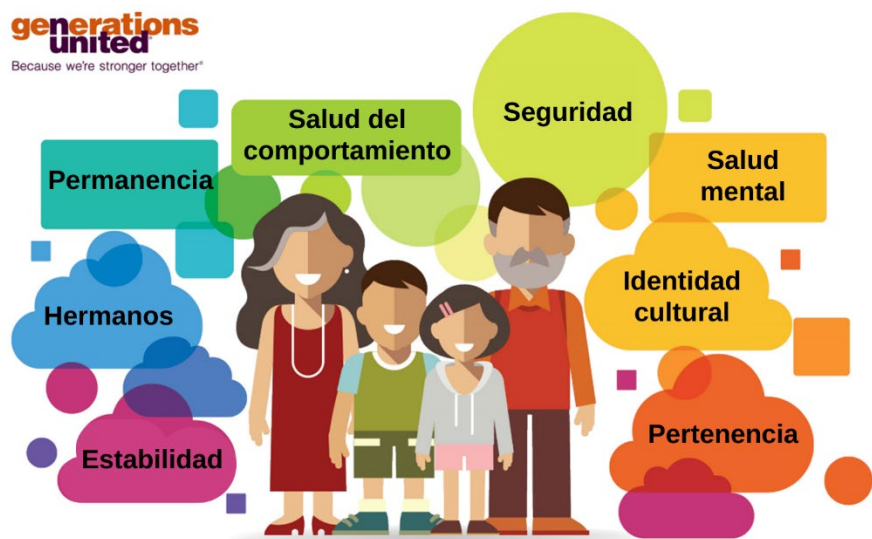 generations
united
Because we're stronger together®
Salud del
comportamiento
Seguridad
Permanencia
Salud
mental
Hermanos
Identidad
cultural
Estabilidad
Pertenencia